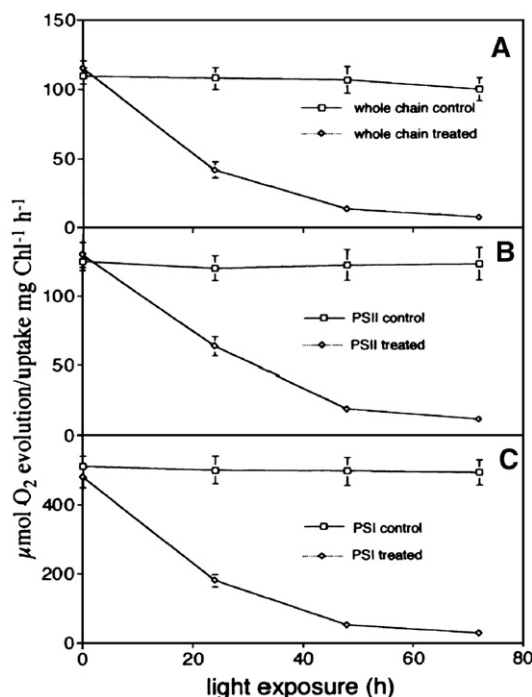 150
A
100
whole chain control
whole chain treated
50
0
μmol O₂ evolution/uptake mg Chl⁻¹ h⁻¹
B
100
PSII control
50
PSII treated
0
C
400
PSI control
PSI treated
200
0
0 20 40 60 80
light exposure (h)